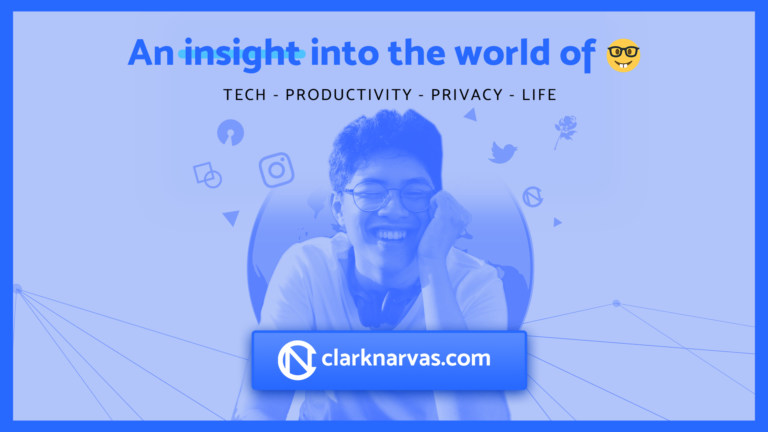 An insight into the world of 🤓
TECH - PRODUCTIVITY - PRIVACY - LIFE
clarknarvas.com